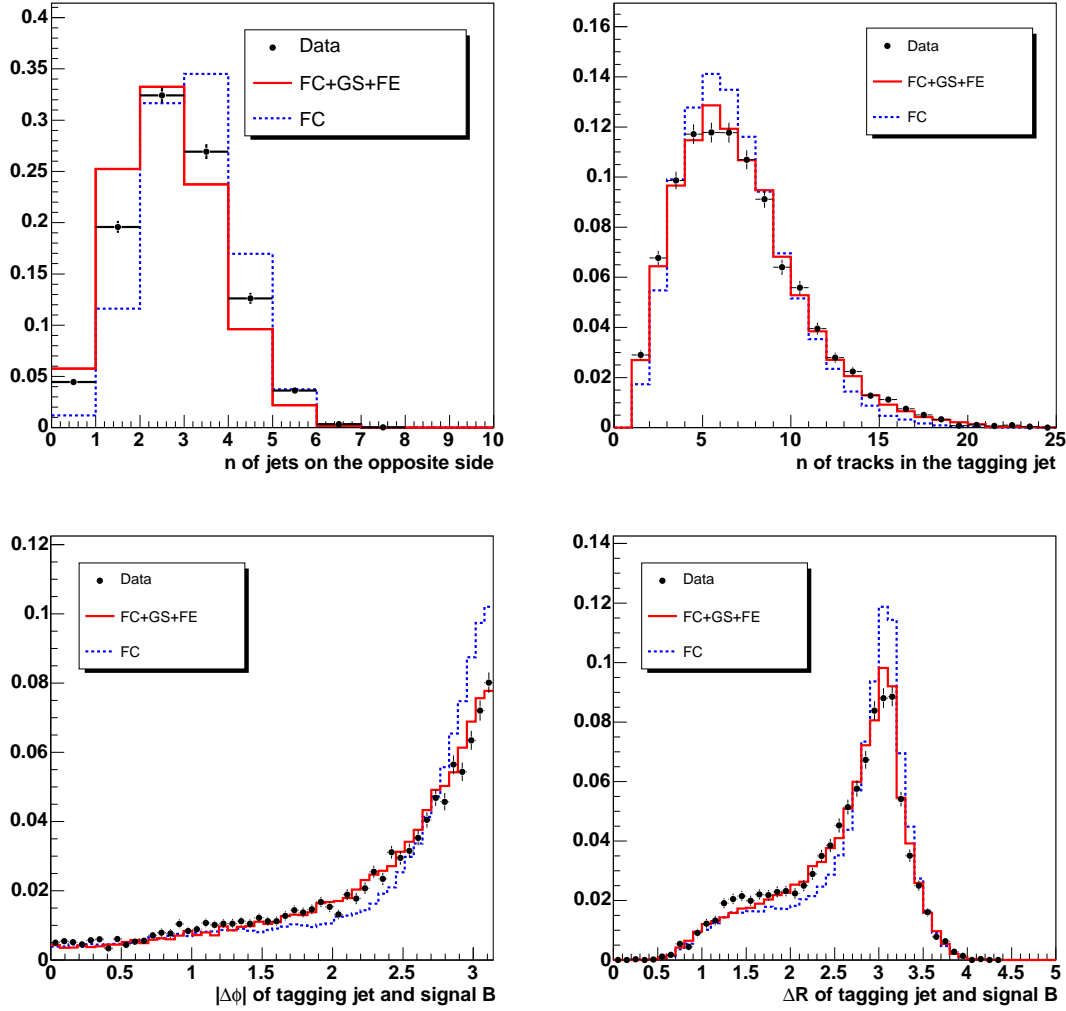 0.4
0.35
0.3
0.25
0.2
0.15
0.1
0.05
0
0 1 2 3 4 5 6 7 8 9 10
n of jets on the opposite side
Data
FC+GS+FE
FC
0.16
0.14
0.12
0.1
0.08
0.06
0.04
0.02
0
0 5 10 15 20 25
n of tracks in the tagging jet
Data
FC+GS+FE
FC
0.12
0.1
0.08
0.06
0.04
0.02
0
0 0.5 1 1.5 2 2.5 3
|Δϕ| of tagging jet and signal B
Data
FC+GS+FE
FC
0.14
0.12
0.1
0.08
0.06
0.04
0.02
0
0 0.5 1 1.5 2 2.5 3 3.5 4 4.5 5
ΔR of tagging jet and signal B
Data
FC+GS+FE
FC